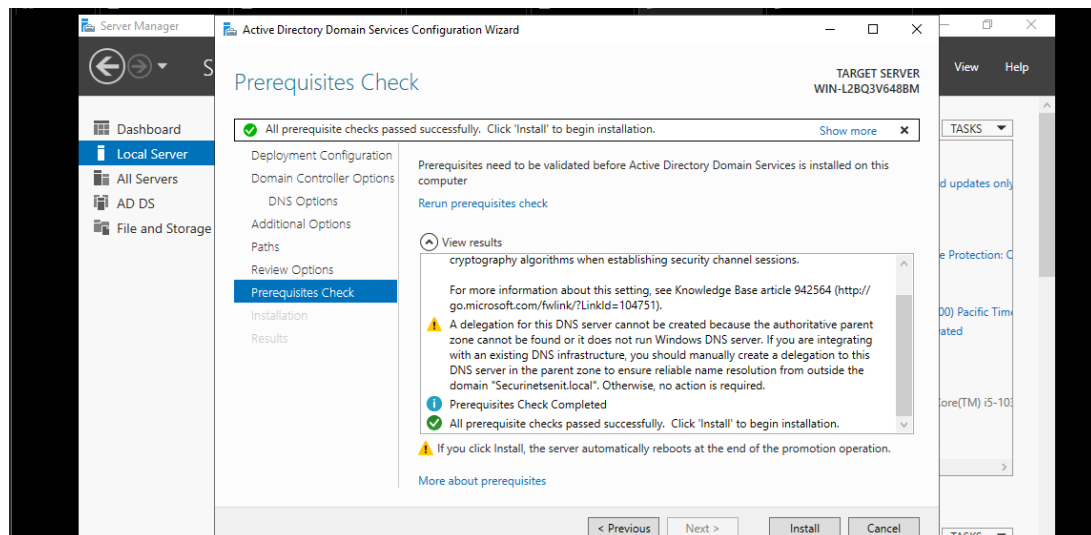 Server Manager
Active Directory Domain Services Configuration Wizard
View Help
Prerequisites Check
TARGET SERVER
WIN-L2BQ3V648BM
All prerequisite checks passed successfully. Click 'Install' to begin installation.
Show more
TASKS
Dashboard
Local Server
All Servers
AD DS
File and Storage
Deployment Configuration
Domain Controller Options
DNS Options
Additional Options
Paths
Review Options
Prerequisites Check
Installation
Results
Prerequisites need to be validated before Active Directory Domain Services is installed on this
computer
Rerun prerequisites check
View results
cryptography algorithms when establishing security channel sessions.
For more information about this setting, see Knowledge Base article 942564 (http://
go.microsoft.com/fwlink/?LinkId=104751).
A delegation for this DNS server cannot be created because the authoritative parent
zone cannot be found or it does not run Windows DNS server. If you are integrating
with an existing DNS infrastructure, you should manually create a delegation to this
DNS server in the parent zone to ensure reliable name resolution from outside the
domain "Securinetsenit.local". Otherwise, no action is required.
Prerequisites Check Completed
All prerequisite checks passed successfully. Click 'Install' to begin installation.
If you click Install, the server automatically reboots at the end of the promotion operation.
More about prerequisites
< Previous
Next >
Install
Cancel
updates only
Protection:
Pacific
i5-10